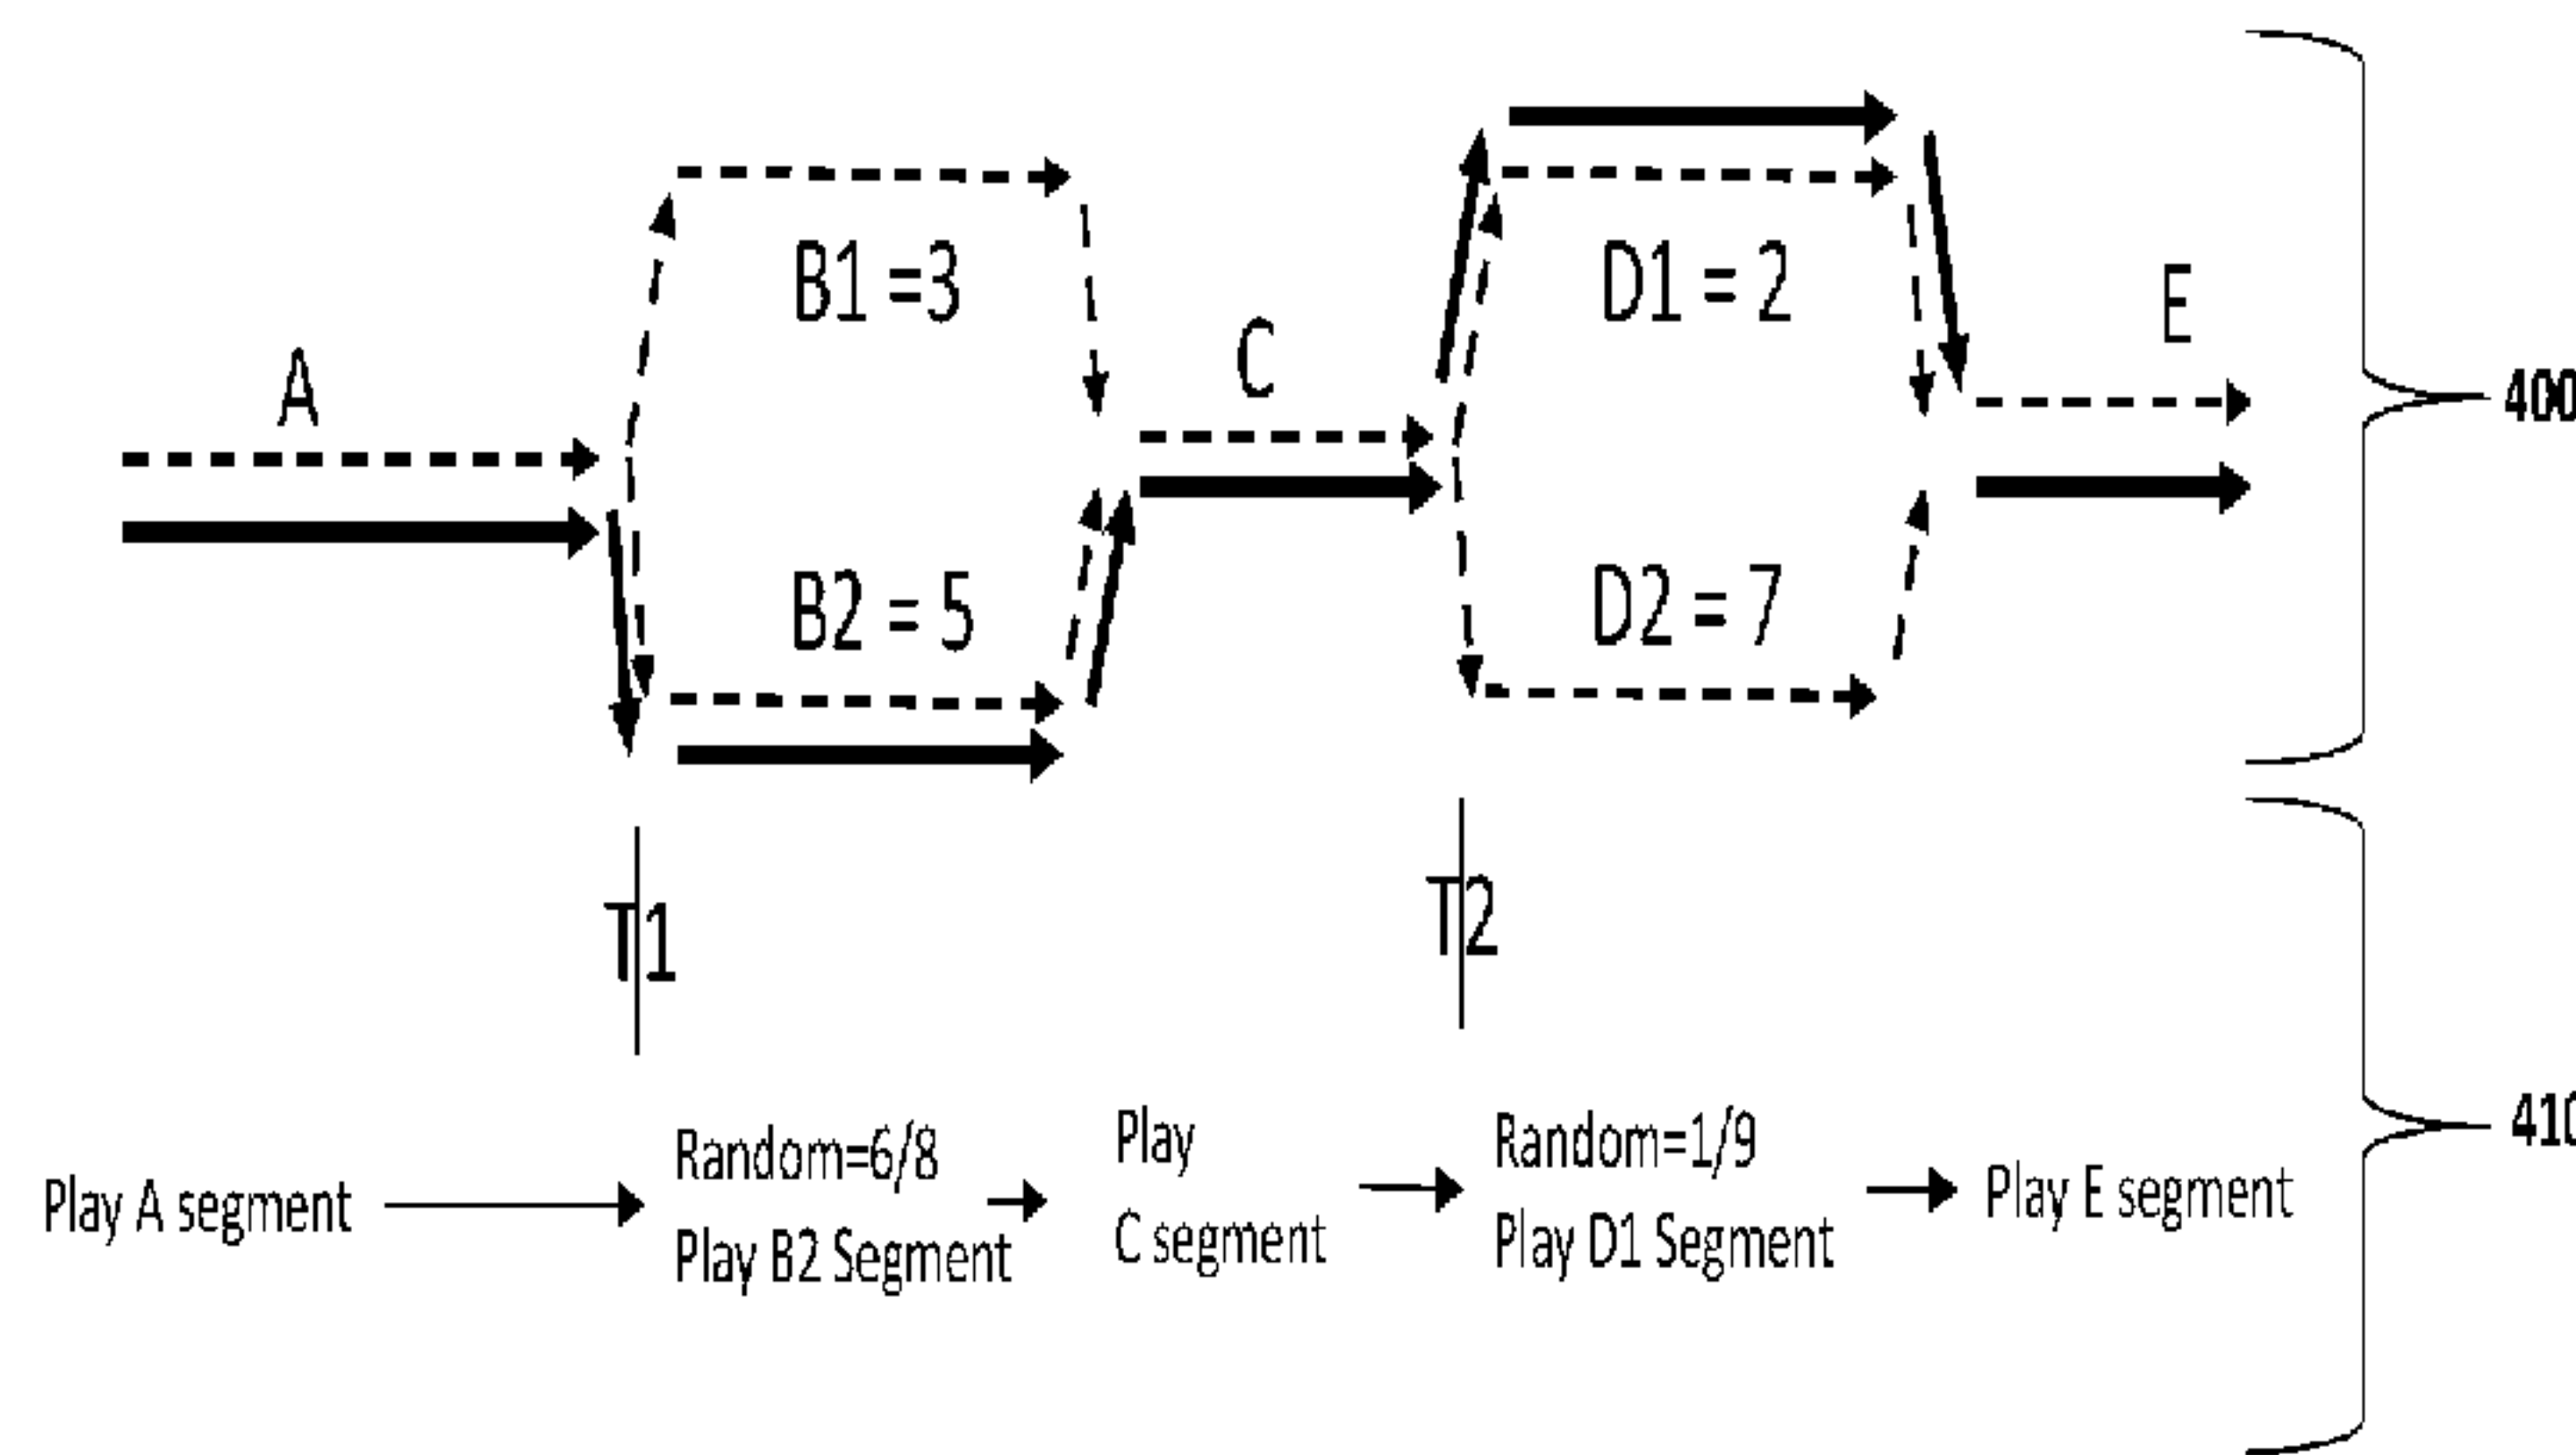 A
B1 =3
B2 = 5
C
D1 = 2
D2 = 7
E
400
T1
T2
410
Play A segment
Random=6/8
Play B2 Segment
Play
C segment
Random=1/9
Play D1 Segment
Play E segment